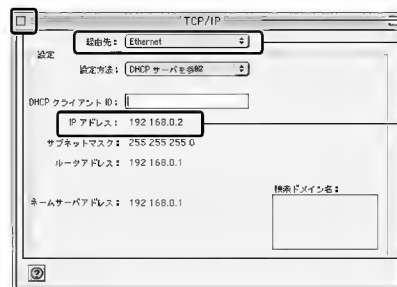 TCP/IP
経由先： Ethernet
設定
設定方法： DHCP サーバを参照
DHCP クライアント ID：
IP アドレス： 192.168.0.2
サブネットマスク： 255.255.255.0
ルータアドレス： 192.168.0.1
検索ドメイン名：
ネームサーバアドレス： 192.168.0.1
?